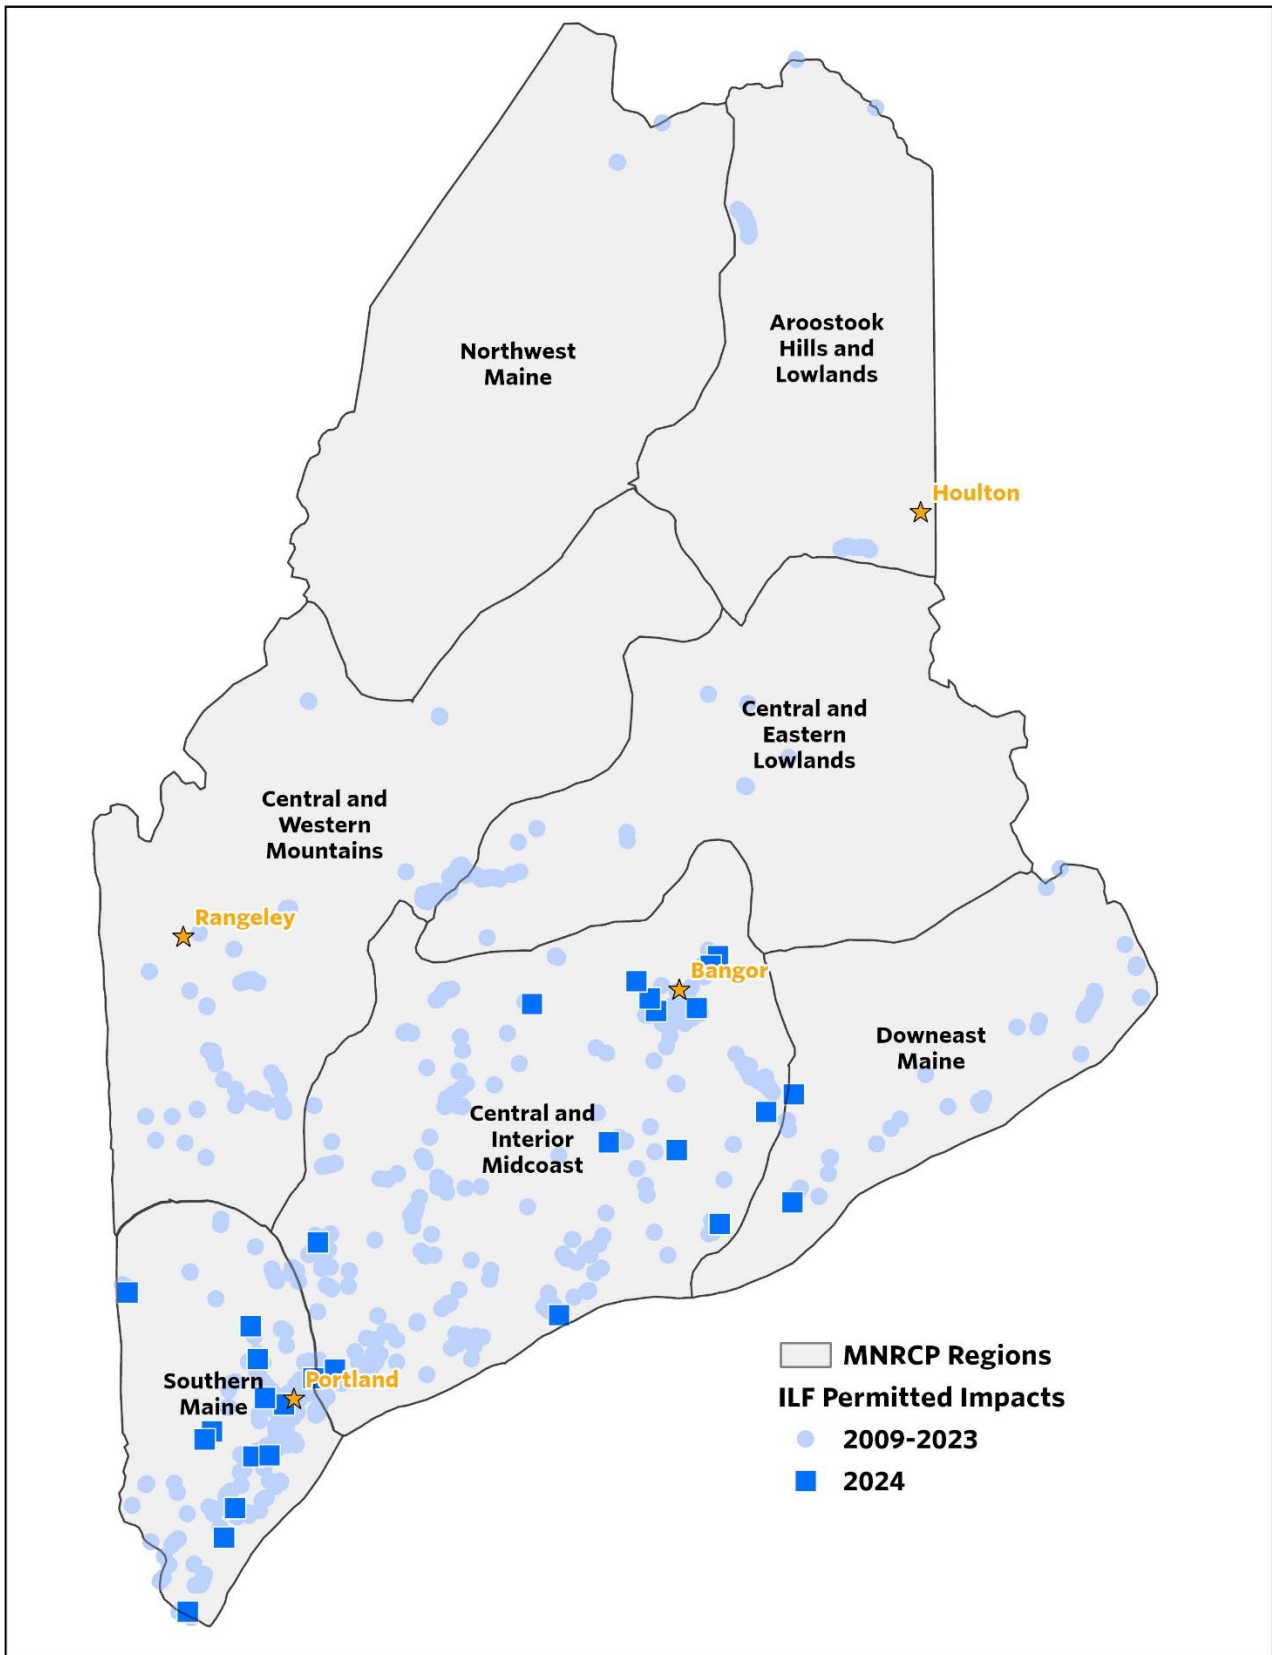 Northwest
Maine
Aroostook
Hills and
Lowlands
Houlton
Central and
Eastern
Lowlands
Central and
Western
Mountains
Rangeley
Bangor
Downeast
Maine
Central and
Interior
Midcoast
Southern
Maine
Portland
MNRCP Regions
ILF Permitted Impacts
2009-2023
2024